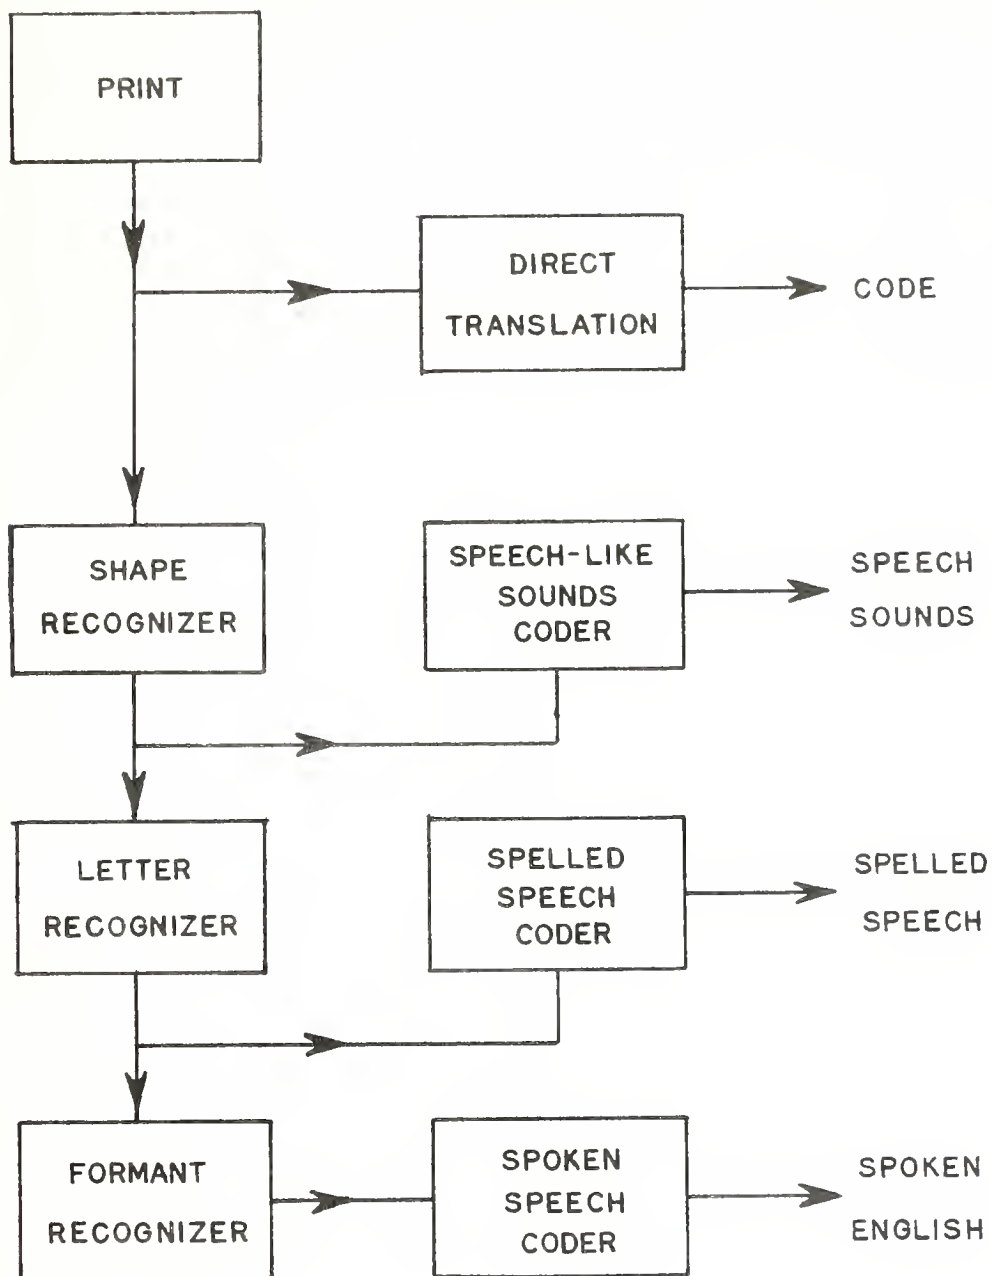 PRINT
DIRECT
TRANSLATION
CODE
SHAPE
RECOGNIZER
SPEECH-LIKE
SOUNDS
CODER
SPEECH
SOUNDS
LETTER
RECOGNIZER
SPELLED
SPEECH
CODER
SPELLED
SPEECH
FORMANT
RECOGNIZER
SPOKEN
SPEECH
CODER
SPOKEN
ENGLISH